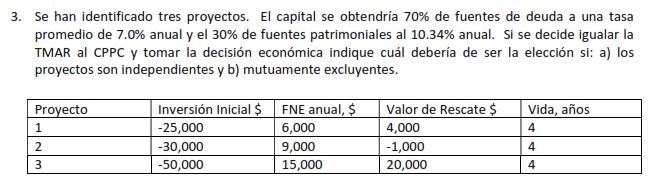 3. Se han identificado tres proyectos. El capital se obtendría 70% de fuentes de deuda a una tasa
promedio de 7.0% anual y el 30% de fuentes patrimoniales al 10.34% anual. Si se decide igualar la
TMAR al CPPC y tomar la decisión económica indique cuál debería de ser la elección si: a) los
proyectos son independientes y b) mutuamente excluyentes.
Proyecto Inversión Inicial $ FNE anual, $ Valor de Rescate $ Vida, años
1 -25,000 6,000 4,000 4
2 -30,000 9,000 -1,000 4
3 -50,000 15,000 20,000 4